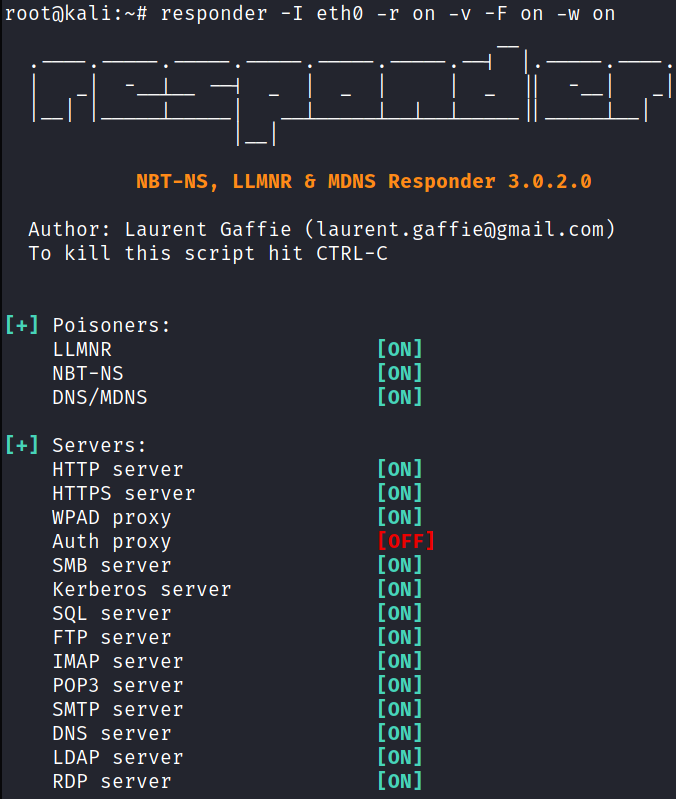 root@kali:~# responder -I eth0 -r on -v -F on -w on
responder
NBT-NS, LLMNR & MDNS Responder 3.0.2.0
Author: Laurent Gaffie (laurent.gaffie@gmail.com)
To kill this script hit CTRL-C
[+] Poisoners:
LLMNR [ON]
NBT-NS [ON]
DNS/MDNS [ON]
[+] Servers:
HTTP server [ON]
HTTPS server [ON]
WPAD proxy [ON]
Auth proxy [OFF]
SMB server [ON]
Kerberos server [ON]
SQL server [ON]
FTP server [ON]
IMAP server [ON]
POP3 server [ON]
SMTP server [ON]
DNS server [ON]
LDAP server [ON]
RDP server [ON]